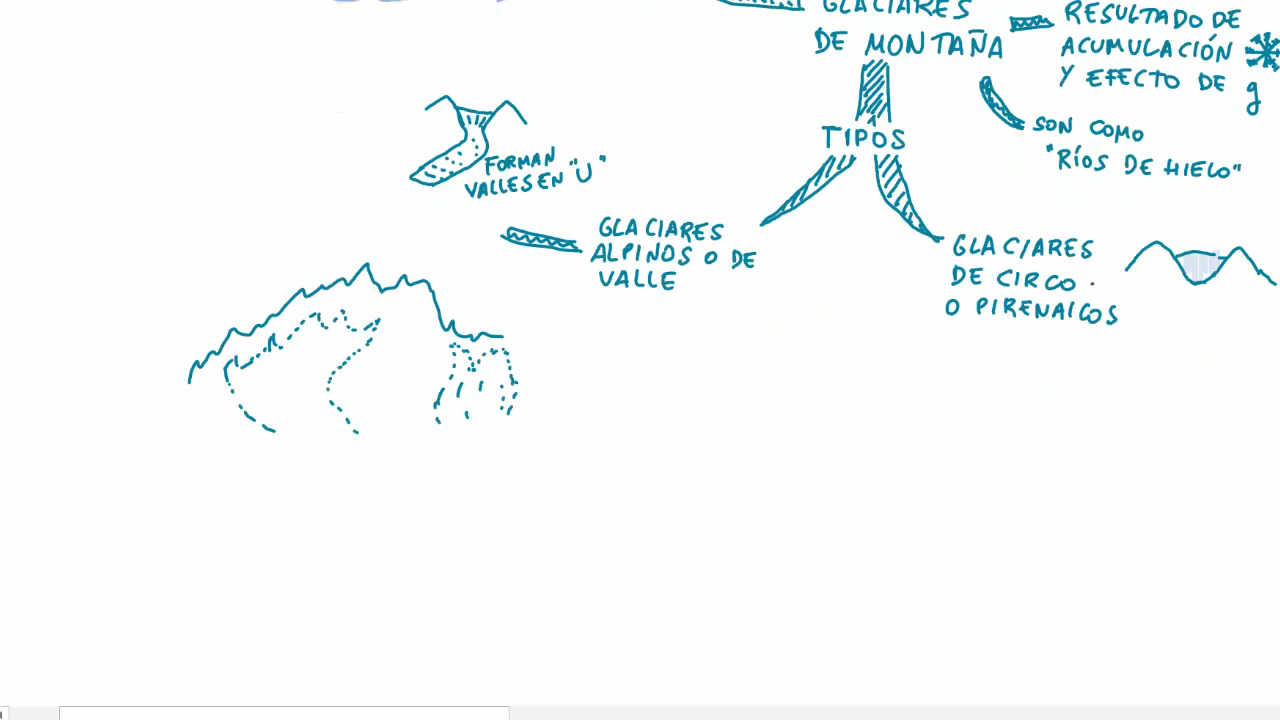 GLACIARES
DE MONTAÑA
RESULTADO DE
ACUMULACIÓN
Y EFECTO DE g
SON COMO
"RÍOS DE HIELO"
TIPOS
FORMAN
VALLES EN "U"
GLACIARES
ALPINOS O DE
VALLE
GLACIARES
DE CIRCO
O PIRENAICOS